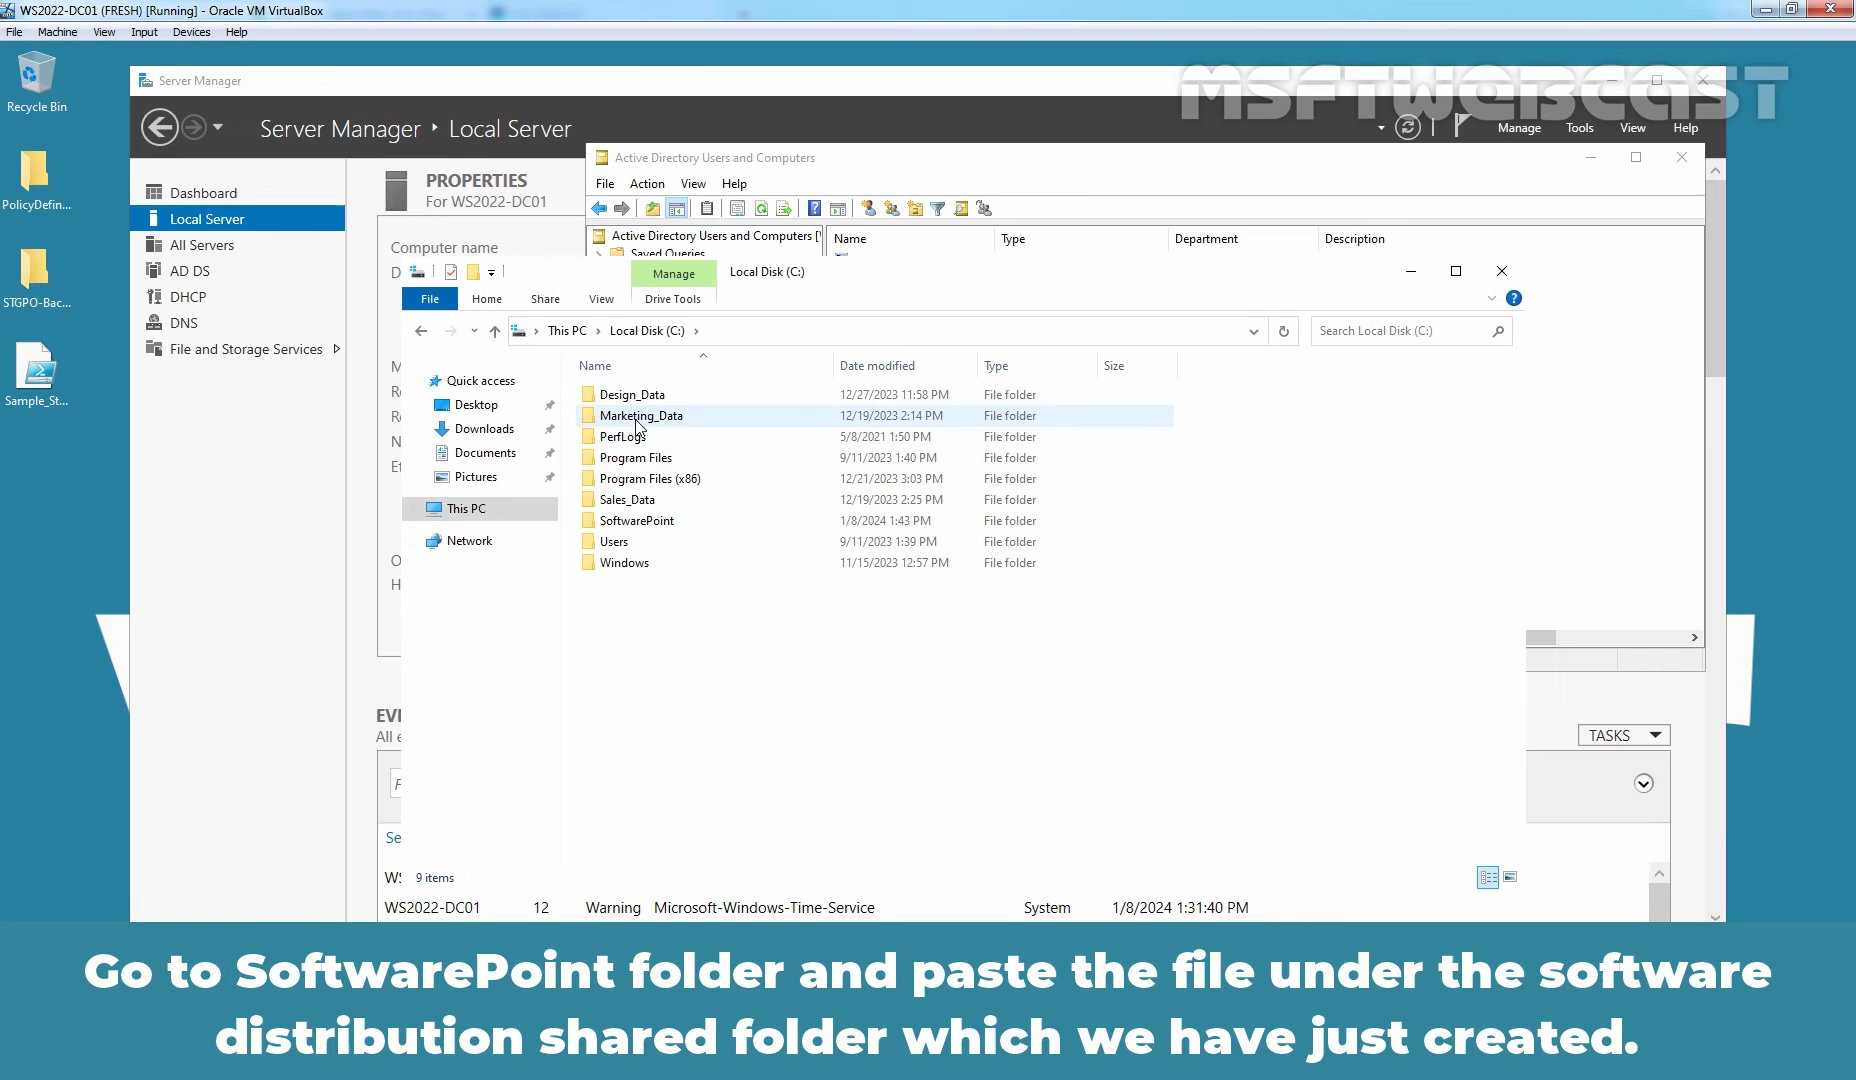 WS2022-DC01 (FRESH) [Running] - Oracle VM VirtualBox
File Machine View Input Devices Help
Recycle Bin
PolicyDefin...
STGPO-Bac...
Sample_St...
Server Manager
MSFTWEBCAST
Server Manager Local Server
Manage Tools View Help
Dashboard
Local Server
All Servers
AD DS
DHCP
DNS
File and Storage Services
PROPERTIES
For WS2022-DC01
Computer name
Active Directory Users and Computers
File Action View Help
Active Directory Users and Computers [
Saved Queries
Name Type Department Description
Manage
Local Disk (C:)
File Home Share View Drive Tools
This PC Local Disk (C:)
Search Local Disk (C:)
Quick access
Desktop
Downloads
Documents
Pictures
This PC
Network
Name Date modified Type Size
Design_Data 12/27/2023 11:58 PM File folder
Marketing_Data 12/19/2023 2:14 PM File folder
PerfLogs 5/8/2021 1:50 PM File folder
Program Files 9/11/2023 1:40 PM File folder
Program Files (x86) 12/21/2023 3:03 PM File folder
Sales_Data 12/19/2023 2:25 PM File folder
SoftwarePoint 1/8/2024 1:43 PM File folder
Users 9/11/2023 1:39 PM File folder
Windows 11/15/2023 12:57 PM File folder
9 items
TASKS
WS2022-DC01 12 Warning Microsoft-Windows-Time-Service System 1/8/2024 1:31:40 PM
Go to SoftwarePoint folder and paste the file under the software
distribution shared folder which we have just created.